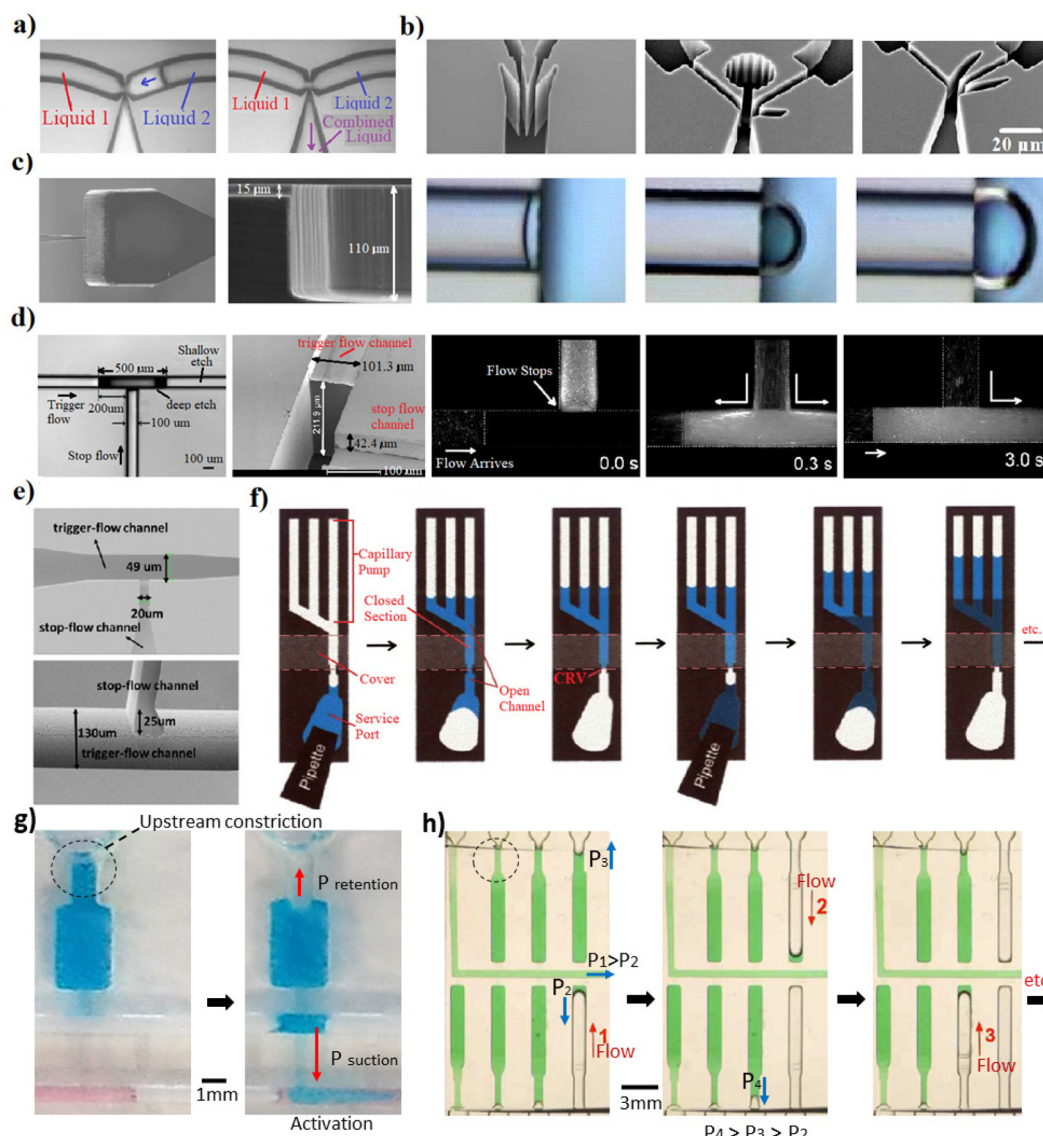 a)
Liquid 1
Liquid 2
Liquid 1
Liquid 2
Combined
Liquid
b)
20 µm
c)
15 µm
110 µm
d)
500 um
Shallow
etch
200um
Trigger
flow
deep etch
100 um
Stop flow
100 um
trigger flow channel
101.3 µm
211.9 µm
stop flow
channel
42.4 µm
100 µm
Flow Stops
Flow Arrives
0.0 s
0.3 s
3.0 s
e)
trigger-flow channel
49 um
20um
stop-flow channel
stop-flow channel
25um
130um
trigger-flow channel
f)
Capillary
Pump
Closed
Section
Cover
Service
Port
Pipette
Open
Channel
CRV
Pipette
etc.
g)
Upstream constriction
P retention
P suction
1mm
Activation
h)
P3
P1>P2
P2
1
Flow
3mm
Flow
2
P4
P4 > P3 > P2
3
Flow
etc